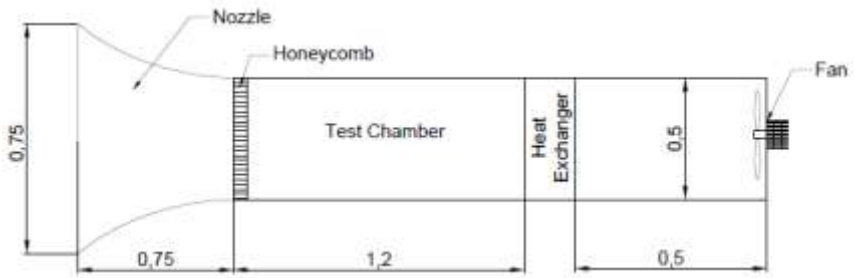 Nozzle
Honeycomb
Fan
Test Chamber
Heat
Exchanger
0,75
0,5
0,75
1,2
0,5